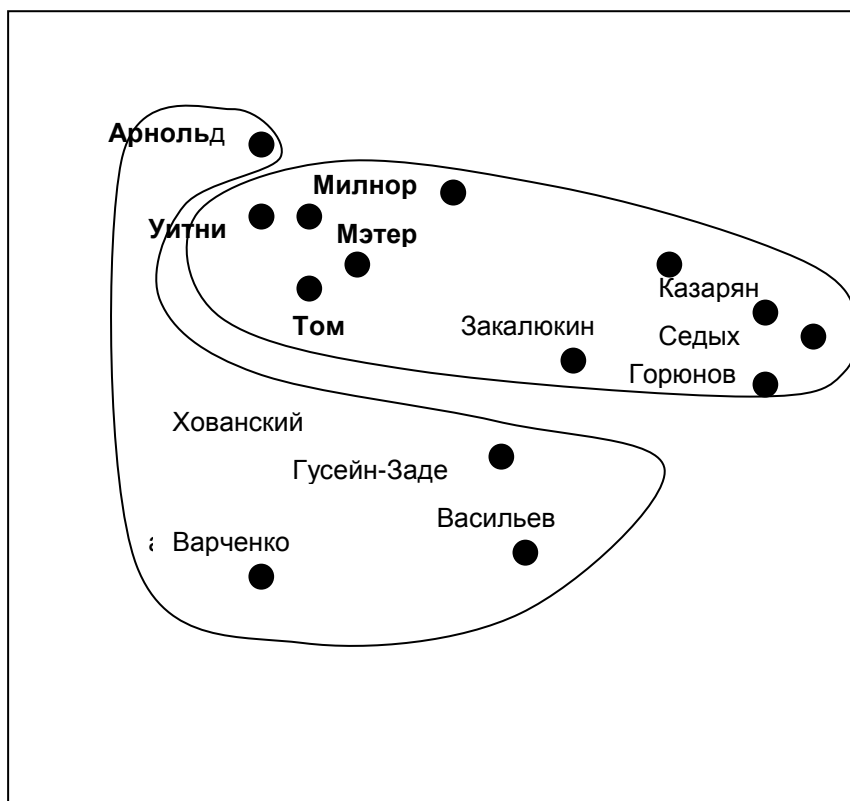 Арнольд
Милнор
Уитни
Мэтер
Казарян
Том
Закалюкин
Седых
Горюнов
Хованский
Гусейн-Заде
Васильев
Варченко